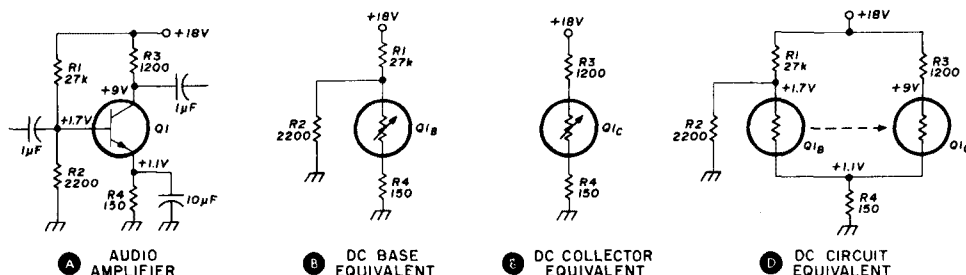 +18V
R1
27k
R3
1200
+9V
1µF
+1.7V
Q1
1µF
R2
2200
+1.1V
R4
150
10µF
A AUDIO
AMPLIFIER
+18V
R1
27k
R2
2200
Q1B
R4
150
B DC BASE
EQUIVALENT
+18V
R3
1200
Q1C
R4
150
C DC COLLECTOR
EQUIVALENT
+18V
R1
27k
R3
1200
+1.7V
+9V
R2
2200
Q1B
Q1C
+1.1V
R4
150
D DC CIRCUIT
EQUIVALENT